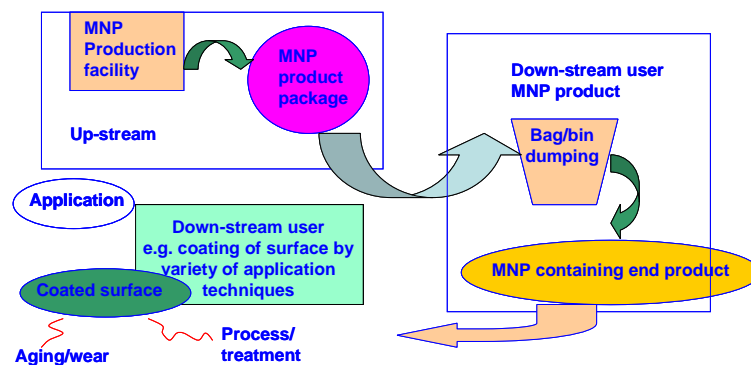 MNP
Production
facility
MNP
product
package
Up-stream
Down-stream user
MNP product
Bag/bin
dumping
MNP containing end product
Application
Down-stream user
e.g. coating of surface by
variety of application
techniques
Coated surface
Aging/wear
Process/
treatment